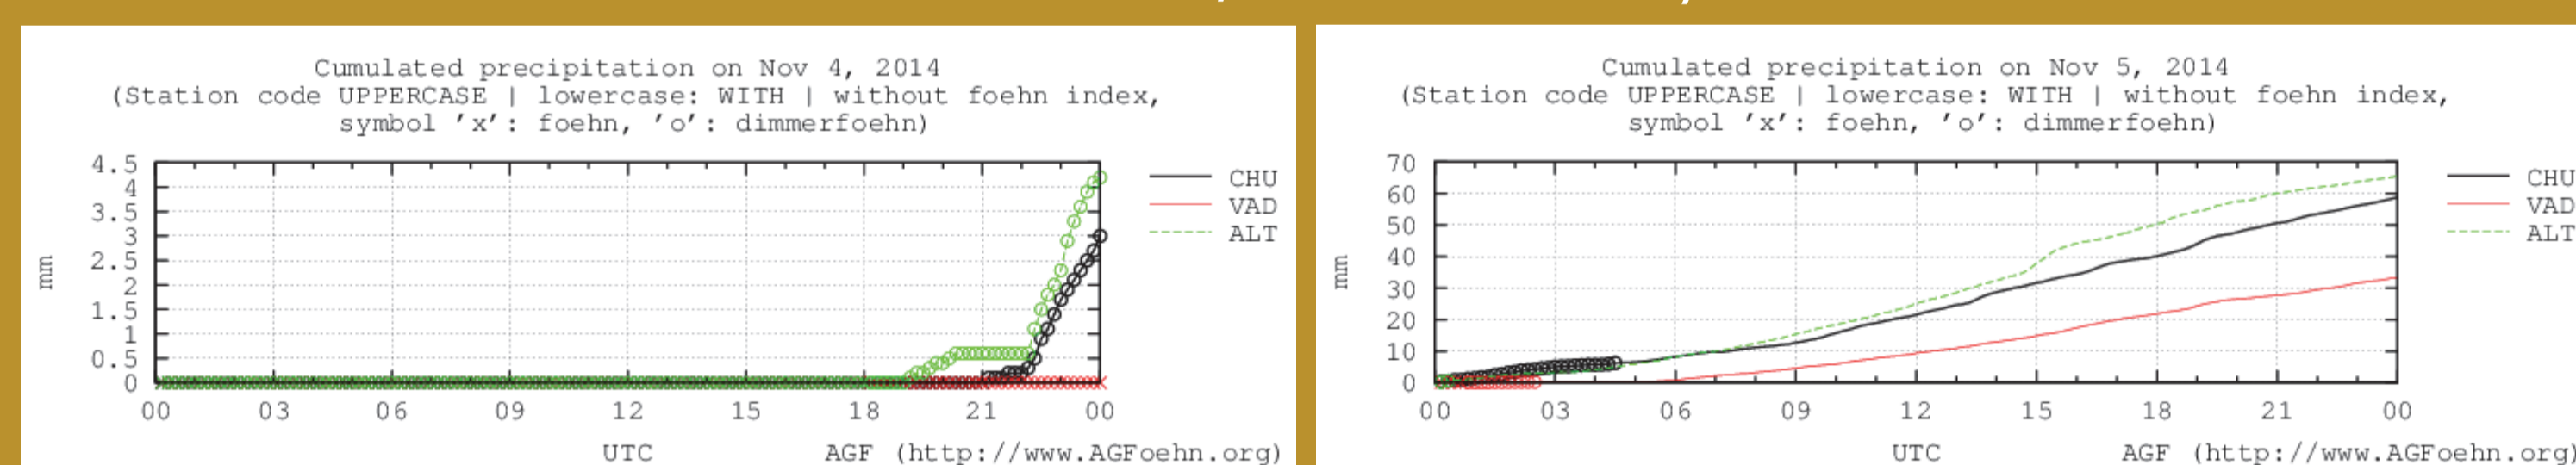 Cumulated precipitation on Nov 4, 2014
(Station code UPPERCASE | lowercase: WITH | without foehn index,
symbol ’x’: foehn, ’o’: dimmerfoehn)
4.5
4
3.5
3
2.5
2
1.5
1
0.5
0
mm
00 03 06 09 12 15 18 21 00
UTC
CHU
VAD
ALT
AGF (http://www.AGFoehn.org)
Cumulated precipitation on Nov 5, 2014
(Station code UPPERCASE | lowercase: WITH | without foehn index,
symbol ’x’: foehn, ’o’: dimmerfoehn)
70
60
50
40
30
20
10
0
mm
00 03 06 09 12 15 18 21 00
UTC
CHU
VAD
ALT
AGF (http://www.AGFoehn.org)